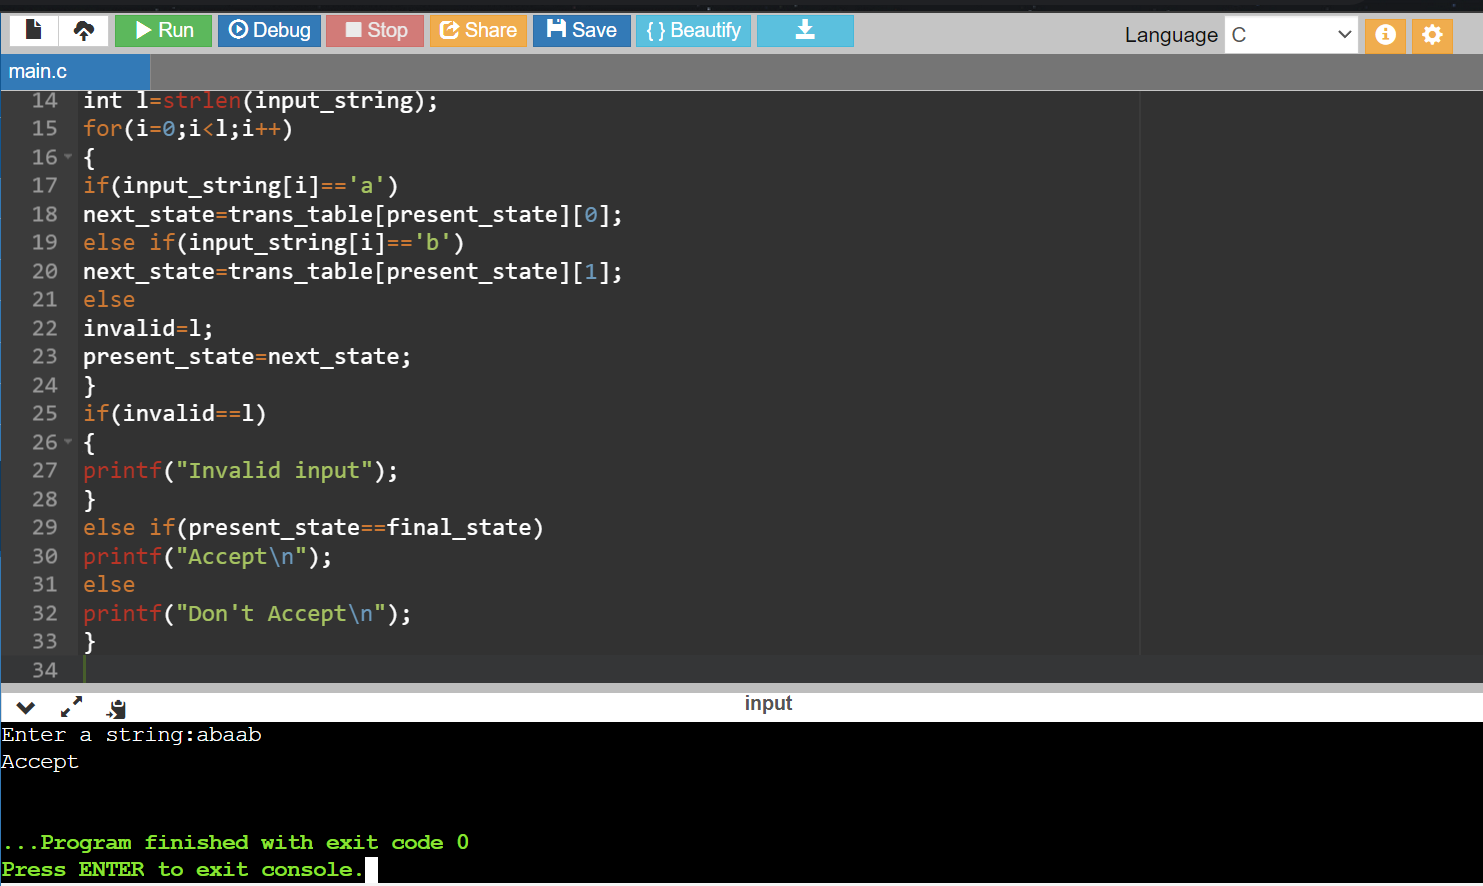 Run Debug Stop Share Save { } Beautify Language C
main.c
14 int l=strlen(input_string);
15 for(i=0;i<l;i++)
16 {
17 if(input_string[i]=='a')
18 next_state=trans_table[present_state][0];
19 else if(input_string[i]=='b')
20 next_state=trans_table[present_state][1];
21 else
22 invalid=l;
23 present_state=next_state;
24 }
25 if(invalid==l)
26 {
27 printf("Invalid input");
28 }
29 else if(present_state==final_state)
30 printf("Accept\n");
31 else
32 printf("Don't Accept\n");
33 }
34
input
Enter a string:abaab
Accept
...Program finished with exit code 0
Press ENTER to exit console.